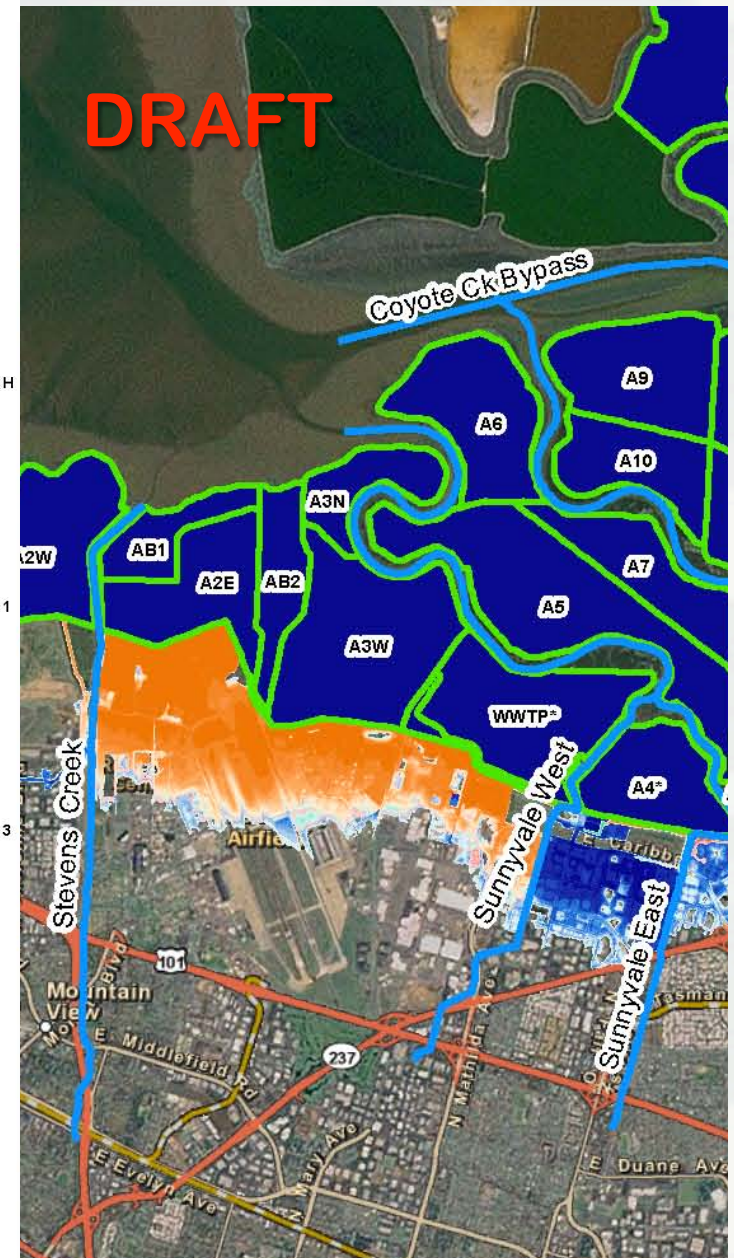 DRAFT
Coyote Ck Bypass
H
A9
A6
A10
A3N
AB1
A2E
AB2
A7
1
A5
A3W
WWTP*
A4*
Stevens Creek
Sunnyvale West
3
E Caribb
Sunnyvale East
101
Mountain
View
Blvd
Tasman
E Middlefield Rd
237
N Mathilda Ave
N Mary Ave
E Evelyn Ave
E Duane Ave